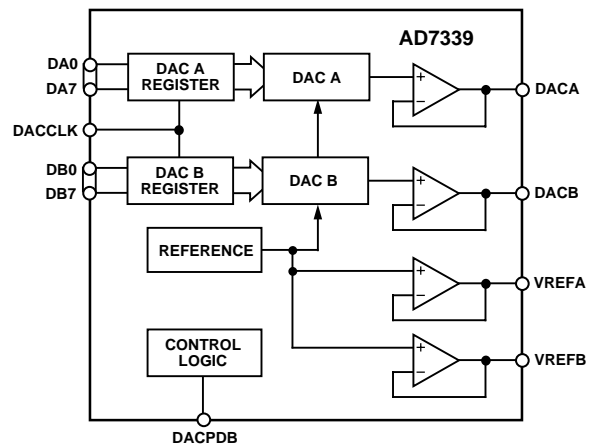 AD7339
DA0
DA7
DAC A
REGISTER
DAC A
+
−
DACA
DACCLK
DB0
DB7
DAC B
REGISTER
DAC B
+
−
DACB
REFERENCE
+
−
VREFA
CONTROL
LOGIC
+
−
VREFB
DACPDB